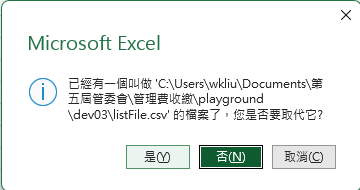 Microsoft Excel
已經有一個叫做 'C:\Users\wkliu\Documents\第
五屆管委會\管理費收繳\playground
\dev03\listFile.csv' 的檔案了，您是否要取代它?
是(Y)
否(N)
取消(C)